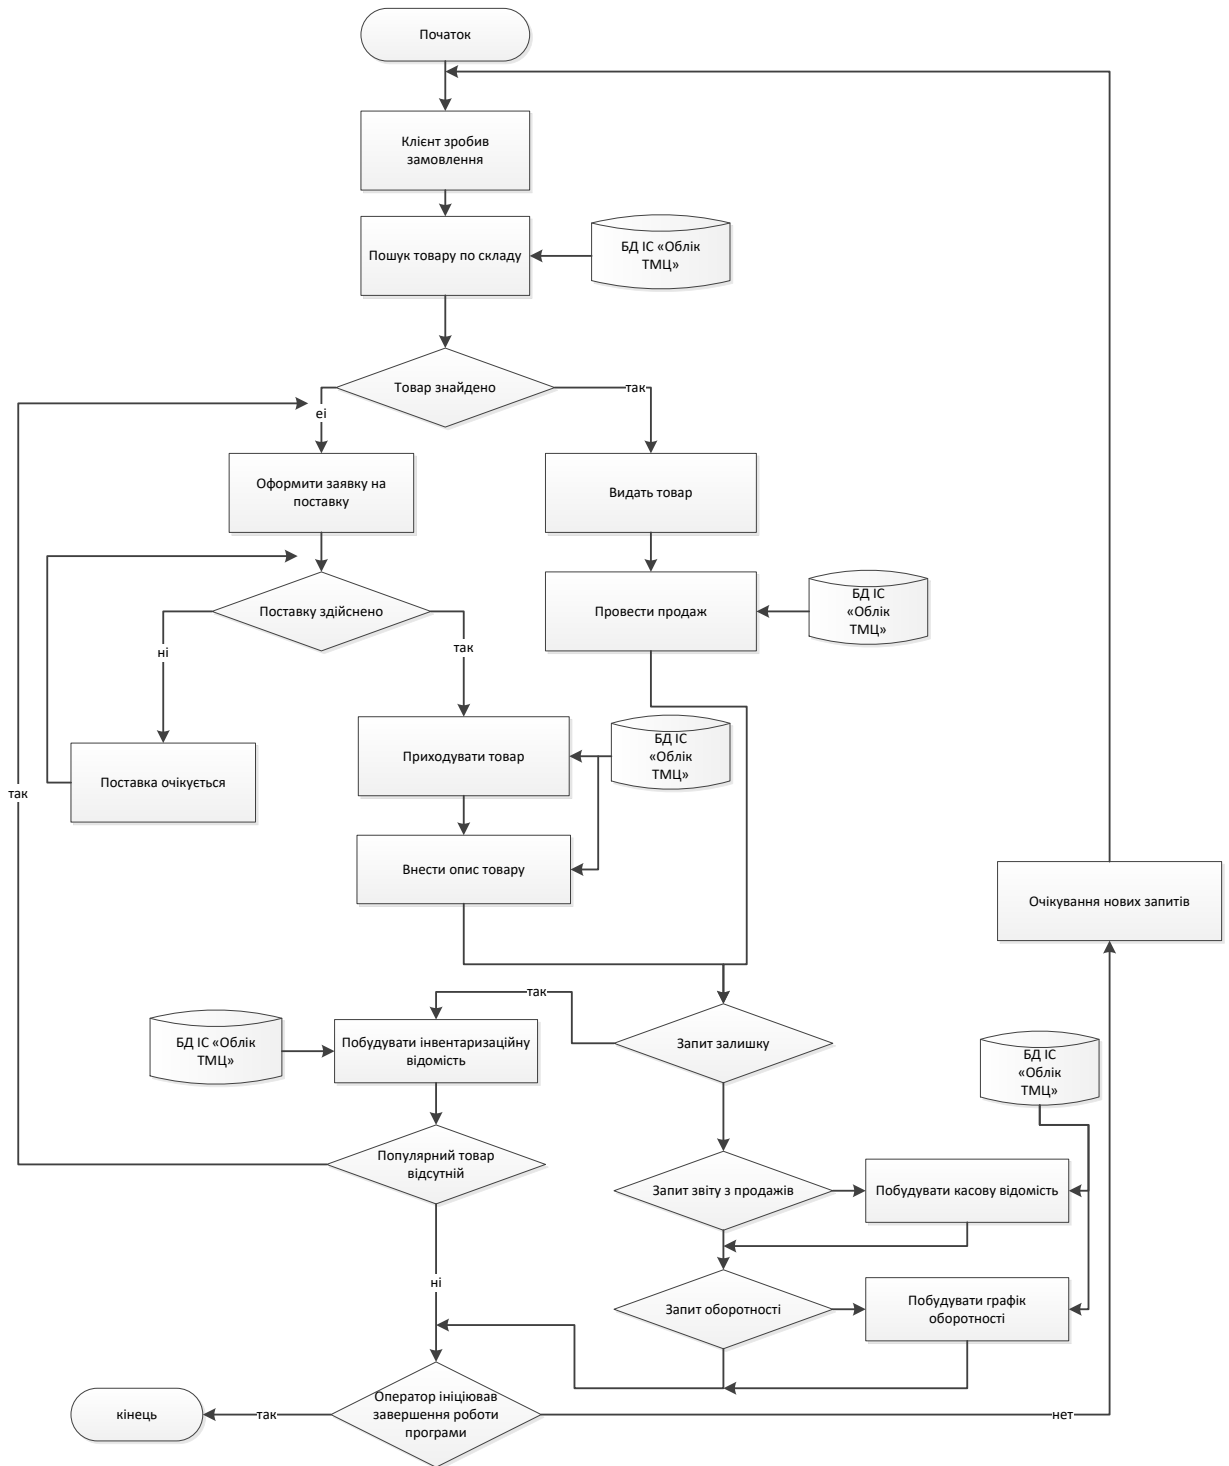 Початок
Клієнт зробив
замовлення
Пошук товару по складу
БД ІС «Облік
ТМЦ»
Товар знайдено
еі
так
Оформити заявку на
поставку
Видать товар
Поставку здійснено
Провести продаж
БД ІС
«Облік
ТМЦ»
ні
так
Поставка очікується
Приходувати товар
БД ІС
«Облік
ТМЦ»
так
Внести опис товару
Очікування нових запитів
так
БД ІС «Облік
ТМЦ»
Побудувати інвентаризаційну
відомість
Запит залишку
БД ІС
«Облік
ТМЦ»
Популярний товар
відсутній
Запит звіту з продажів
Побудувати касову відомість
ні
Запит оборотності
Побудувати графік
оборотності
кінець
так
Оператор ініціював
завершення роботи
програми
нет